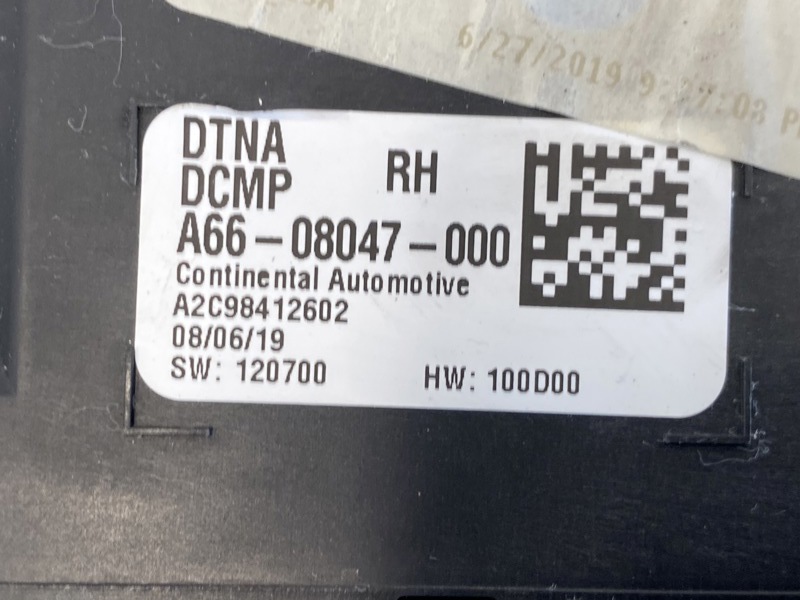 6/27/2019
DTNA RH
DCMP
A66-08047-000
Continental Automotive
A2C98412602
08/06/19
SW: 120700 HW: 100D00